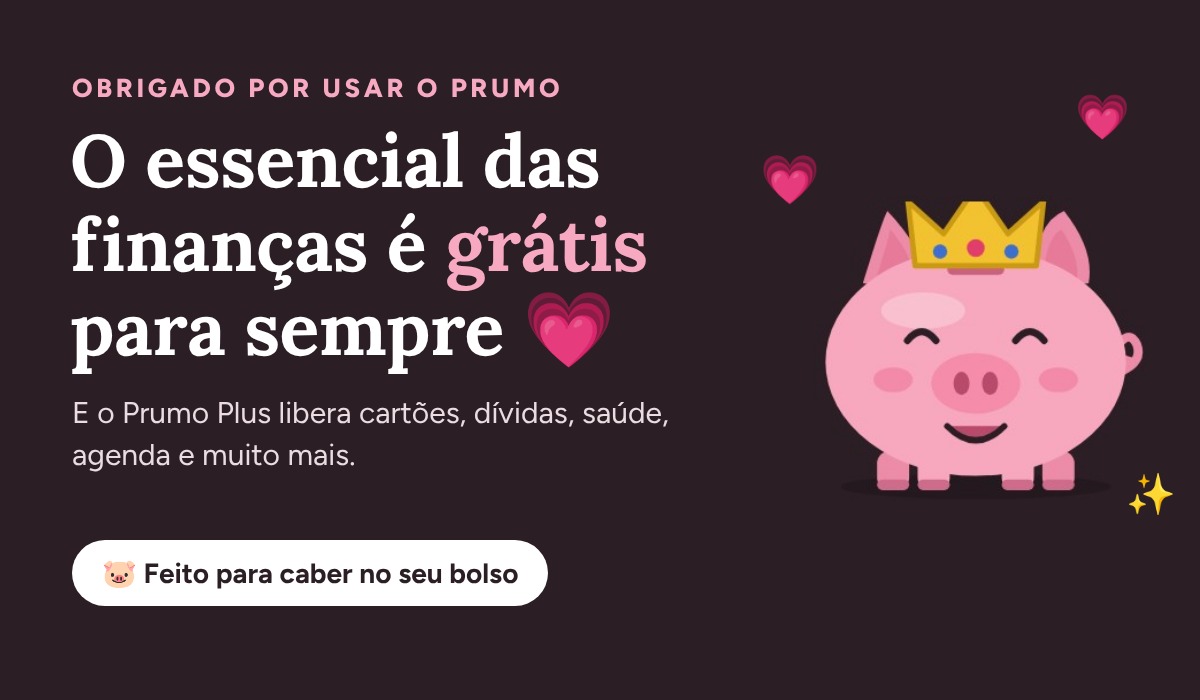 OBRIGADO POR USAR O PRUMO
O essencial das
finanças é grátis
para sempre 💗
E o Prumo Plus libera cartões, dívidas, saúde,
agenda e muito mais.
🐷 Feito para caber no seu bolso